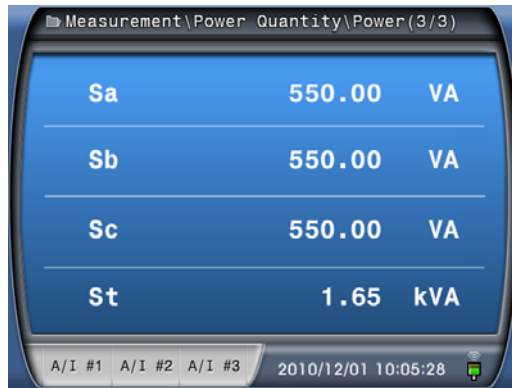 Measurement\Power Quantity\Power(3/3)
Sa 550.00 VA
Sb 550.00 VA
Sc 550.00 VA
St 1.65 kVA
A/I #1 A/I #2 A/I #3 2010/12/01 10:05:28